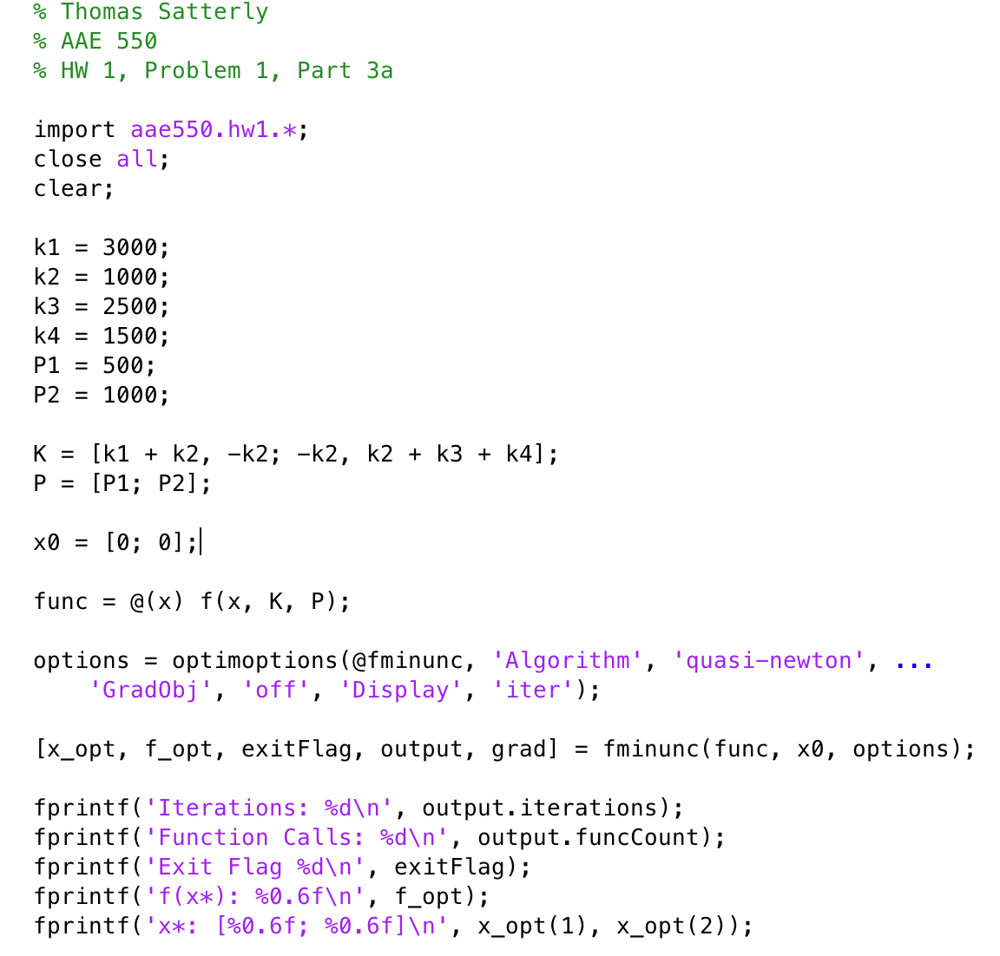 % Thomas Satterly
% AAE 550
% HW 1, Problem 1, Part 3a
import aae550.hw1.*;
close all;
clear;
k1 = 3000;
k2 = 1000;
k3 = 2500;
k4 = 1500;
P1 = 500;
P2 = 1000;
K = [k1 + k2, -k2; -k2, k2 + k3 + k4];
P = [P1; P2];
x0 = [0; 0];
func = @(x) f(x, K, P);
options = optimoptions(@fminunc, 'Algorithm', 'quasi-newton', ...
    'GradObj', 'off', 'Display', 'iter');
[x_opt, f_opt, exitFlag, output, grad] = fminunc(func, x0, options);
fprintf('Iterations: %d\n', output.iterations);
fprintf('Function Calls: %d\n', output.funcCount);
fprintf('Exit Flag %d\n', exitFlag);
fprintf('f(x*): %0.6f\n', f_opt);
fprintf('x*: [%0.6f; %0.6f]\n', x_opt(1), x_opt(2));